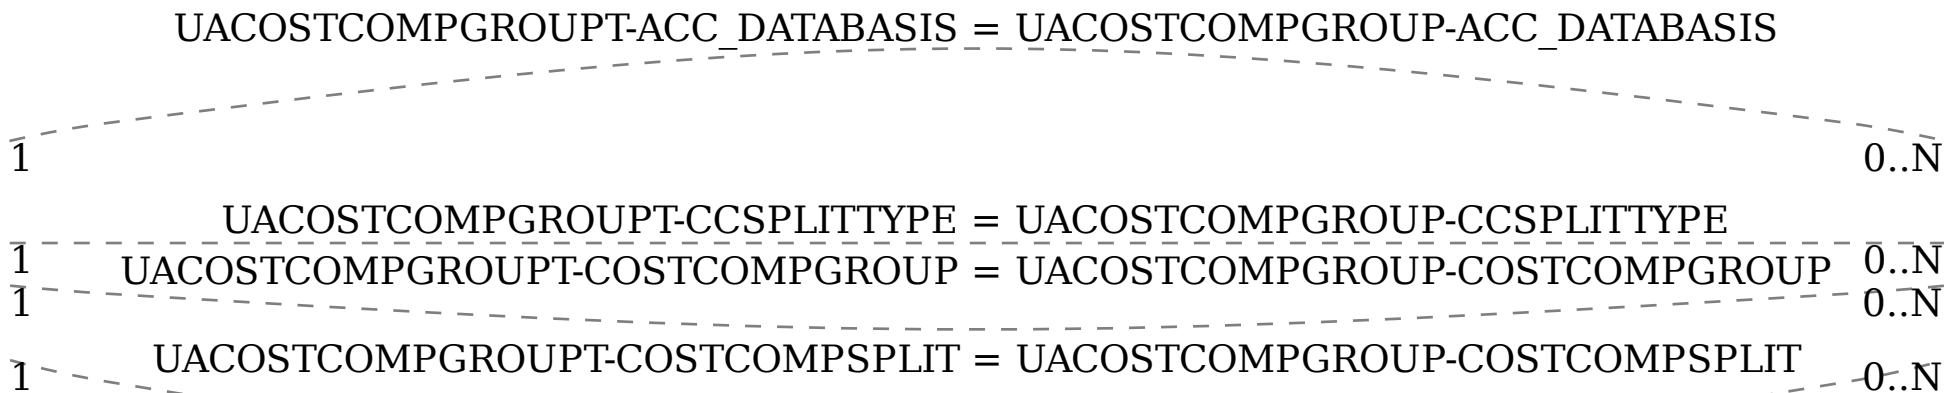 UACOSTCOMPGROUPT-ACC_DATABASIS = UACOSTCOMPGROUP-ACC_DATABASIS
1 0..N
UACOSTCOMPGROUPT-CCSPLITTYPE = UACOSTCOMPGROUP-CCSPLITTYPE
1 0..N
UACOSTCOMPGROUPT-COSTCOMPGROUP = UACOSTCOMPGROUP-COSTCOMPGROUP
1 0..N
UACOSTCOMPGROUPT-COSTCOMPSPLIT = UACOSTCOMPGROUP-COSTCOMPSPLIT
1 0..N